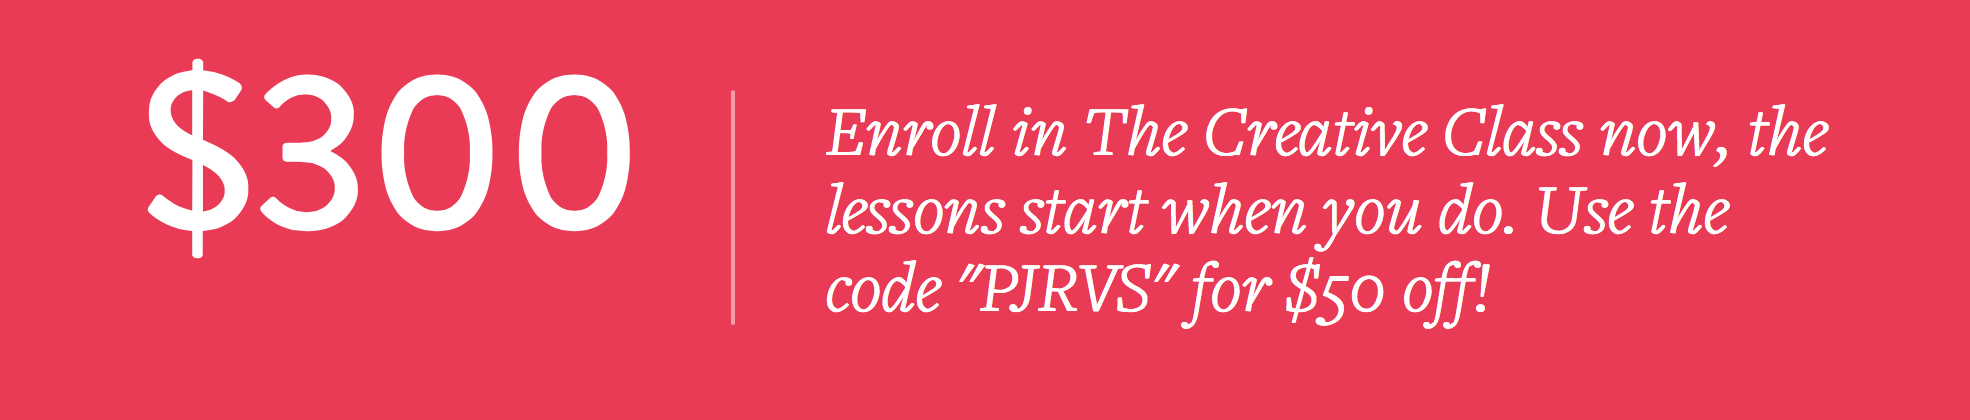 $300
Enroll in The Creative Class now, the
lessons start when you do. Use the
code "PJRVS" for $50 off!